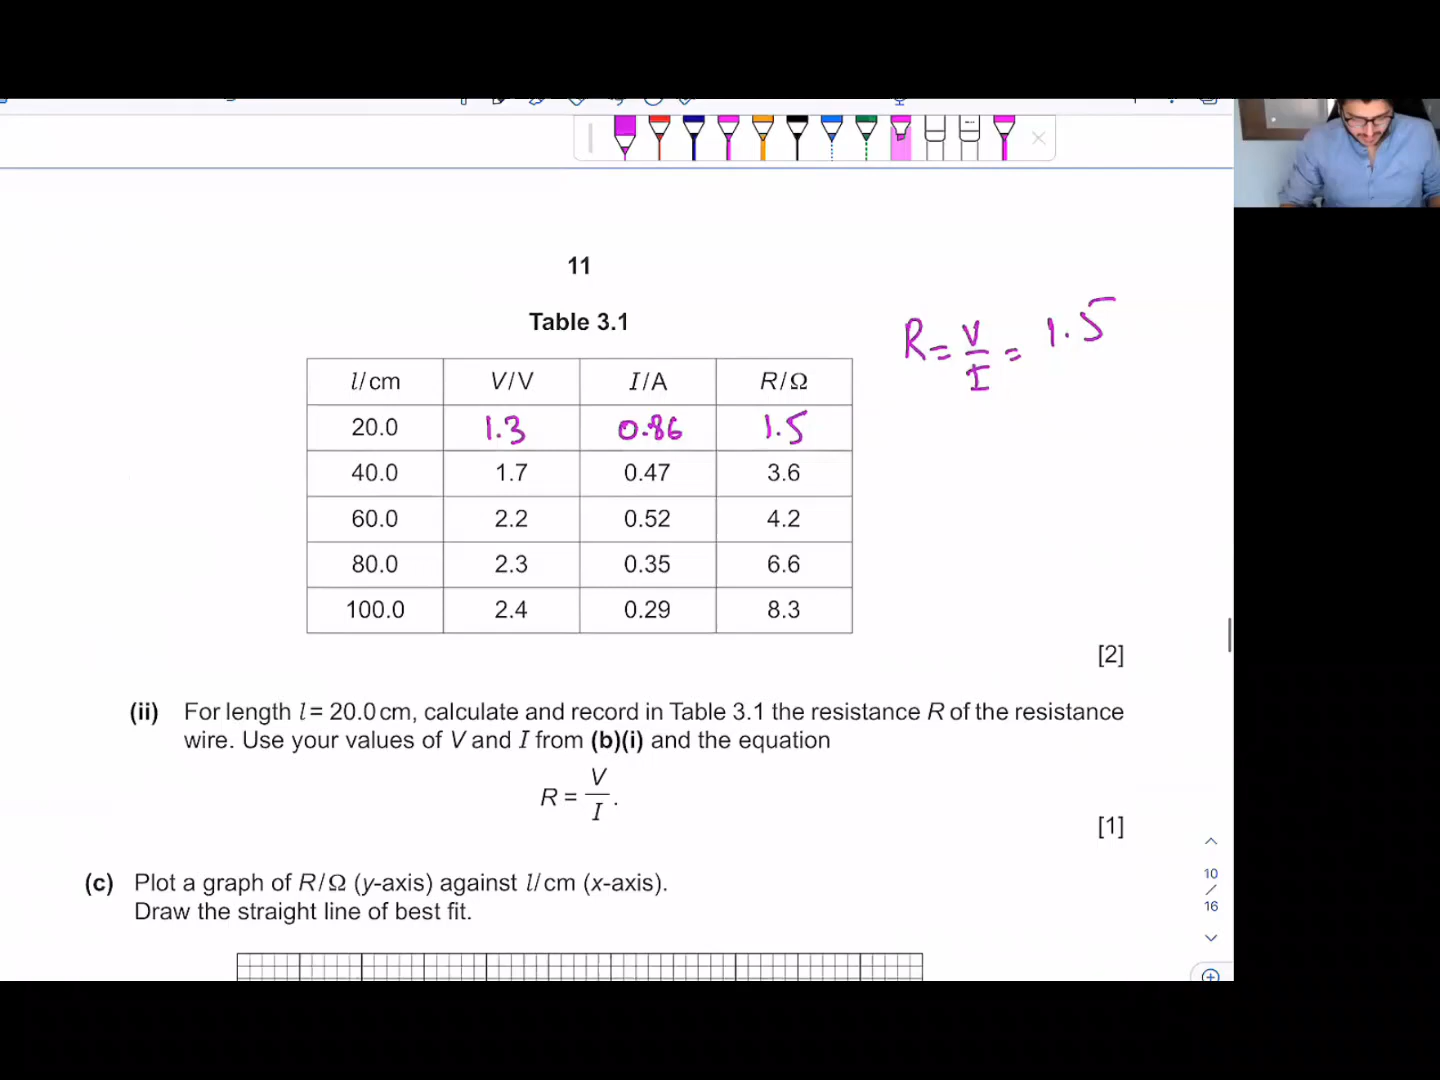 11
Table 3.1
R = V/I = 1.5
l/cm V/V I/A R/Ω
20.0 1.3 0.86 1.5
40.0 1.7 0.47 3.6
60.0 2.2 0.52 4.2
80.0 2.3 0.35 6.6
100.0 2.4 0.29 8.3
[2]
(ii) For length l = 20.0 cm, calculate and record in Table 3.1 the resistance R of the resistance
wire. Use your values of V and I from (b)(i) and the equation
R = V/I.
[1]
(c) Plot a graph of R/Ω (y-axis) against l/cm (x-axis).
Draw the straight line of best fit.
10
/
16